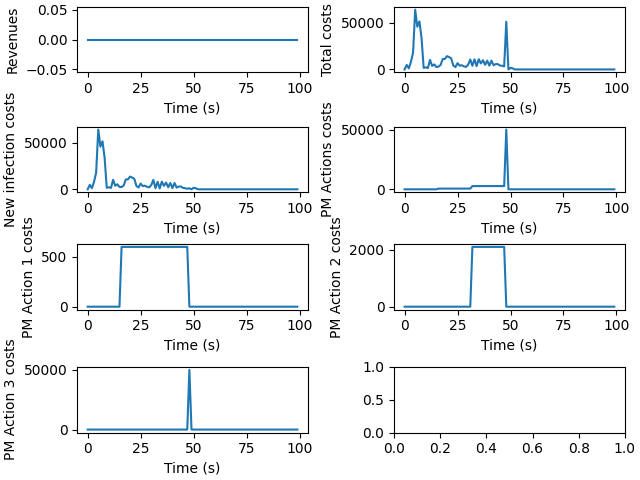 Revenues
0.05
0.00
−0.05
0 25 50 75 100
Time (s)
Total costs
50000
0
0 25 50 75 100
Time (s)
New infection costs
50000
0
0 25 50 75 100
Time (s)
PM Actions costs
50000
0
0 25 50 75 100
Time (s)
PM Action 1 costs
500
0
0 25 50 75 100
Time (s)
PM Action 2 costs
2000
0
0 25 50 75 100
Time (s)
PM Action 3 costs
50000
0
0 25 50 75 100
Time (s)
1.0
0.5
0.0
0.0 0.2 0.4 0.6 0.8 1.0